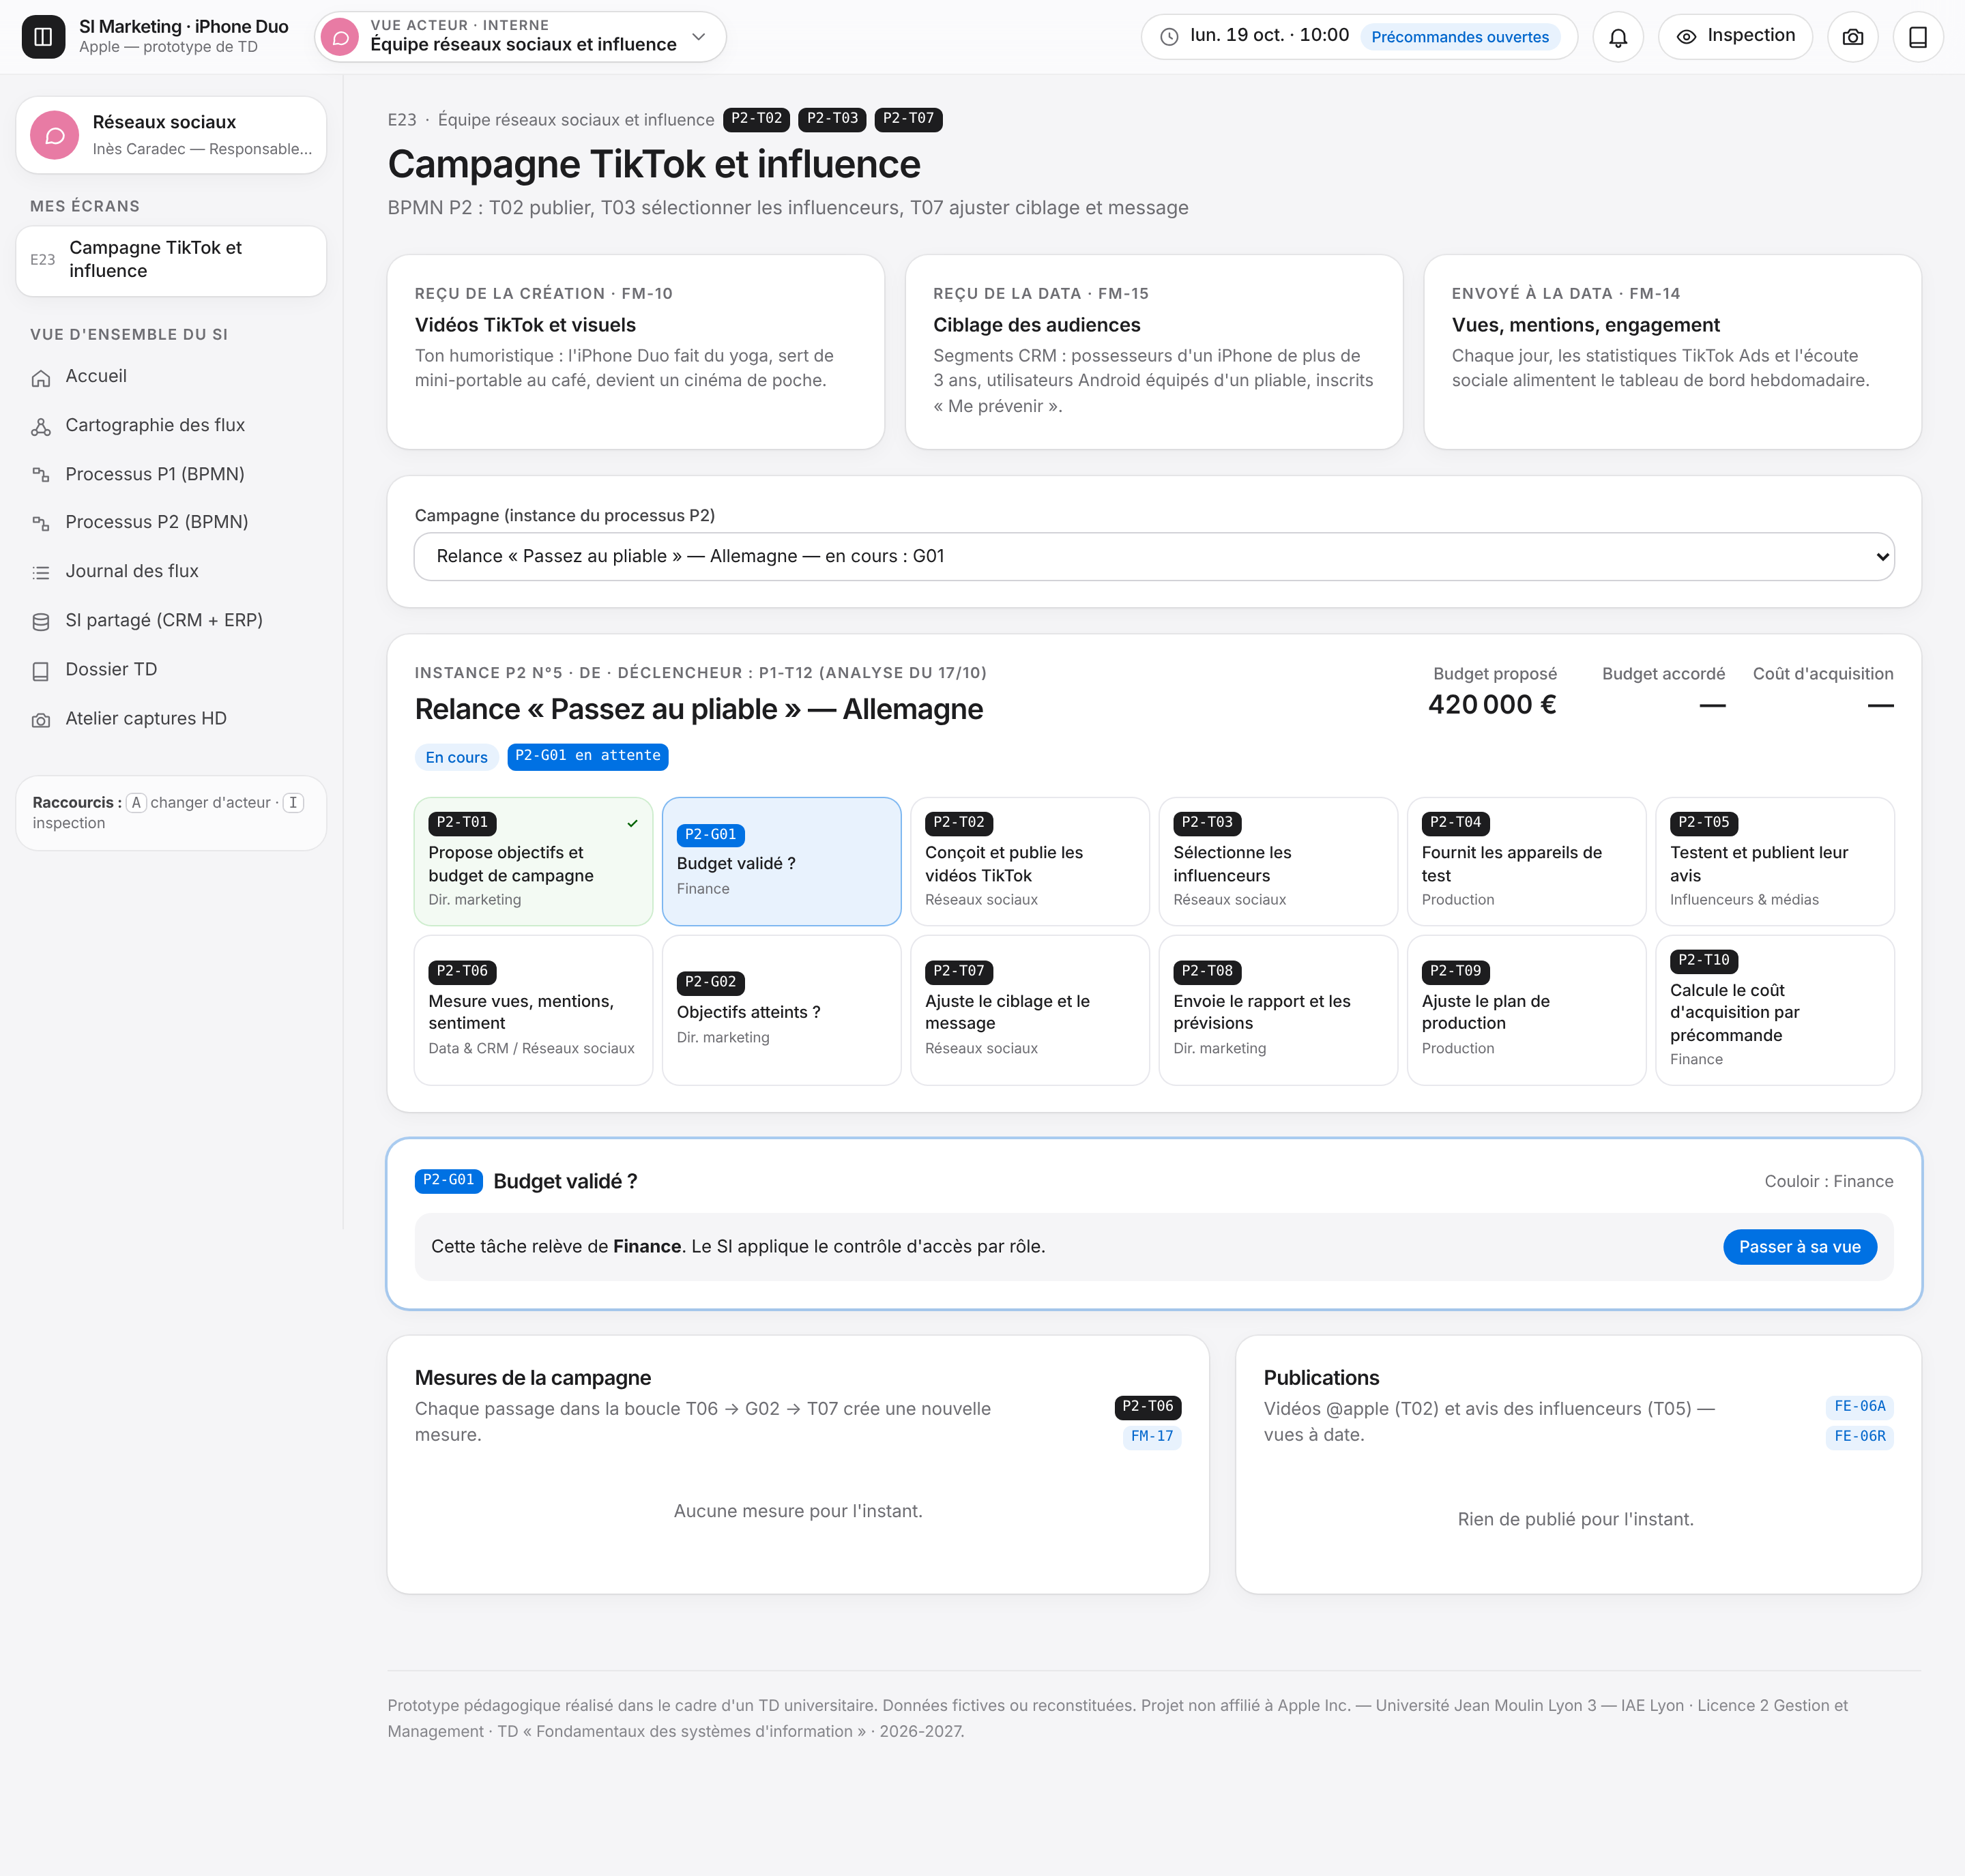 SI Marketing · iPhone Duo
Apple — prototype de TD
VUE ACTEUR · INTERNE
Équipe réseaux sociaux et influence
lun. 19 oct. · 10:00
Précommandes ouvertes
Inspection
Réseaux sociaux
Inès Caradec — Responsable...
MES ÉCRANS
E23
Campagne TikTok et
influence
VUE D'ENSEMBLE DU SI
Accueil
Cartographie des flux
Processus P1 (BPMN)
Processus P2 (BPMN)
Journal des flux
SI partagé (CRM + ERP)
Dossier TD
Atelier captures HD
Raccourcis : A changer d'acteur · I
inspection
E23 · Équipe réseaux sociaux et influence P2-T02 P2-T03 P2-T07
Campagne TikTok et influence
BPMN P2 : T02 publier, T03 sélectionner les influenceurs, T07 ajuster ciblage et message
REÇU DE LA CRÉATION · FM-10
Vidéos TikTok et visuels
Ton humoristique : l'iPhone Duo fait du yoga, sert de
mini-portable au café, devient un cinéma de poche.
REÇU DE LA DATA · FM-15
Ciblage des audiences
Segments CRM : possesseurs d'un iPhone de plus de
3 ans, utilisateurs Android équipés d'un pliable, inscrits
« Me prévenir ».
ENVOYÉ À LA DATA · FM-14
Vues, mentions, engagement
Chaque jour, les statistiques TikTok Ads et l'écoute
sociale alimentent le tableau de bord hebdomadaire.
Campagne (instance du processus P2)
Relance « Passez au pliable » — Allemagne — en cours : G01
INSTANCE P2 N°5 · DE · DÉCLENCHEUR : P1-T12 (ANALYSE DU 17/10)
Relance « Passez au pliable » — Allemagne
En cours
P2-G01 en attente
Budget proposé
420 000 €
Budget accordé
—
Coût d'acquisition
—
P2-T01
Propose objectifs et
budget de campagne
Dir. marketing
P2-G01
Budget validé ?
Finance
P2-T02
Conçoit et publie les
vidéos TikTok
Réseaux sociaux
P2-T03
Sélectionne les
influenceurs
Réseaux sociaux
P2-T04
Fournit les appareils de
test
Production
P2-T05
Testent et publient leur
avis
Influenceurs & médias
P2-T06
Mesure vues, mentions,
sentiment
Data & CRM / Réseaux sociaux
P2-G02
Objectifs atteints ?
Dir. marketing
P2-T07
Ajuste le ciblage et le
message
Réseaux sociaux
P2-T08
Envoie le rapport et les
prévisions
Dir. marketing
P2-T09
Ajuste le plan de
production
Production
P2-T10
Calcule le coût
d'acquisition par
précommande
Finance
P2-G01 Budget validé ?
Couloir : Finance
Cette tâche relève de Finance. Le SI applique le contrôle d'accès par rôle.
Passer à sa vue
Mesures de la campagne
Chaque passage dans la boucle T06 → G02 → T07 crée une nouvelle
mesure.
P2-T06
FM-17
Aucune mesure pour l'instant.
Publications
Vidéos @apple (T02) et avis des influenceurs (T05) —
vues à date.
FE-06A
FE-06R
Rien de publié pour l'instant.
Prototype pédagogique réalisé dans le cadre d'un TD universitaire. Données fictives ou reconstituées. Projet non affilié à Apple Inc. — Université Jean Moulin Lyon 3 — IAE Lyon · Licence 2 Gestion et
Management · TD « Fondamentaux des systèmes d'information » · 2026-2027.